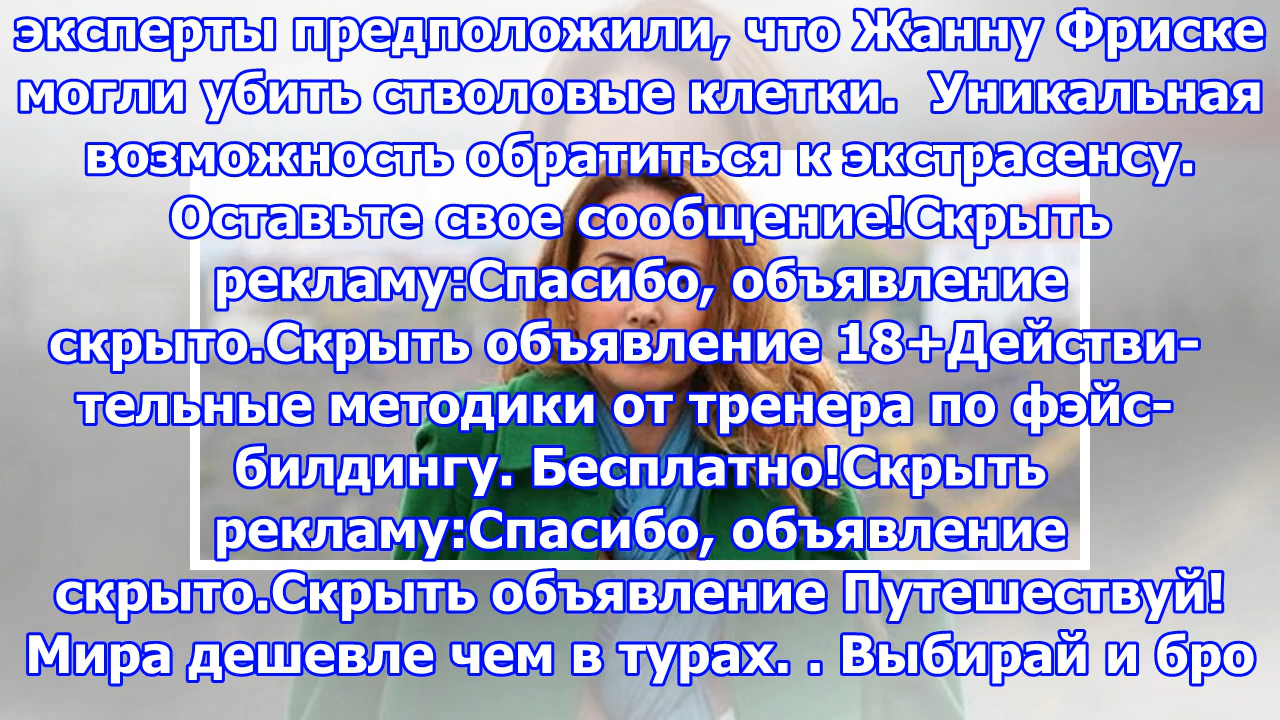 эксперты предположили, что Жанну Фриске
могли убить стволовые клетки. Уникальная
возможность обратиться к экстрасенсу.
Оставьте свое сообщение!Скрыть
рекламу:Спасибо, объявление
скрыто.Скрыть объявление 18+Действи-
тельные методики от тренера по фэйс-
билдингу. Бесплатно!Скрыть
рекламу:Спасибо, объявление
скрыто.Скрыть объявление Путешествуй!
Мира дешевле чем в турах. . Выбирай и бро